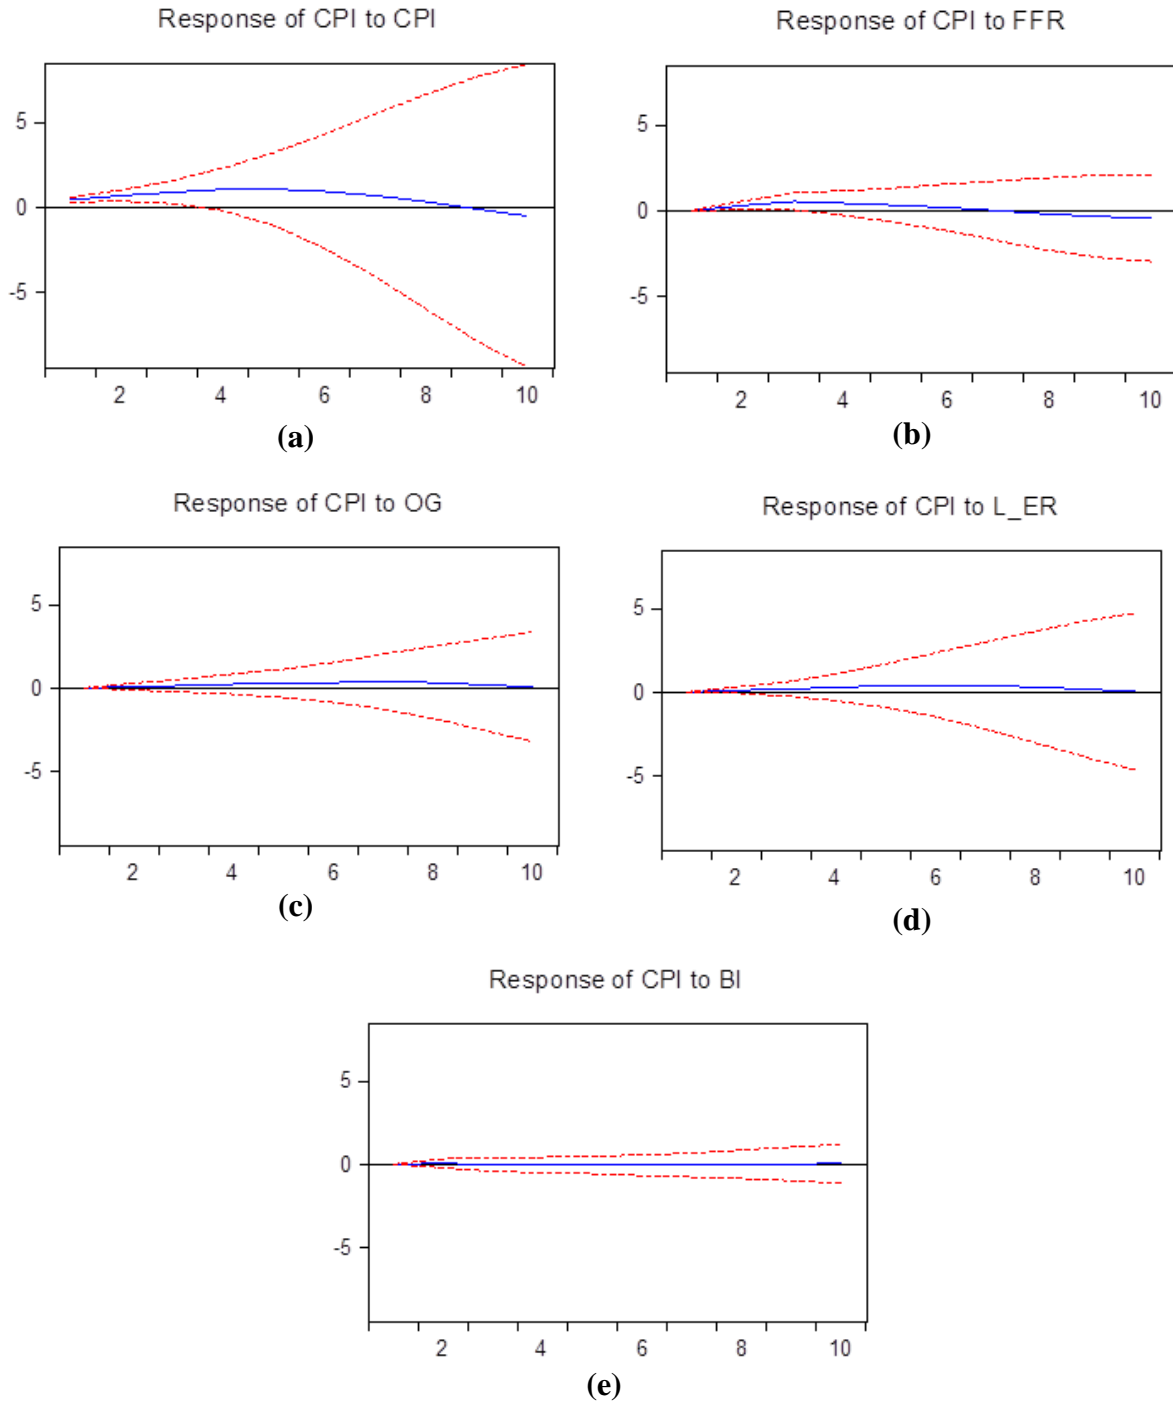 Response of CPI to CPI
5
0
-5
2 4 6 8 10
(a)
Response of CPI to FFR
5
0
-5
2 4 6 8 10
(b)
Response of CPI to OG
5
0
-5
2 4 6 8 10
(c)
Response of CPI to L_ER
5
0
-5
2 4 6 8 10
(d)
Response of CPI to BI
5
0
-5
2 4 6 8 10
(e)